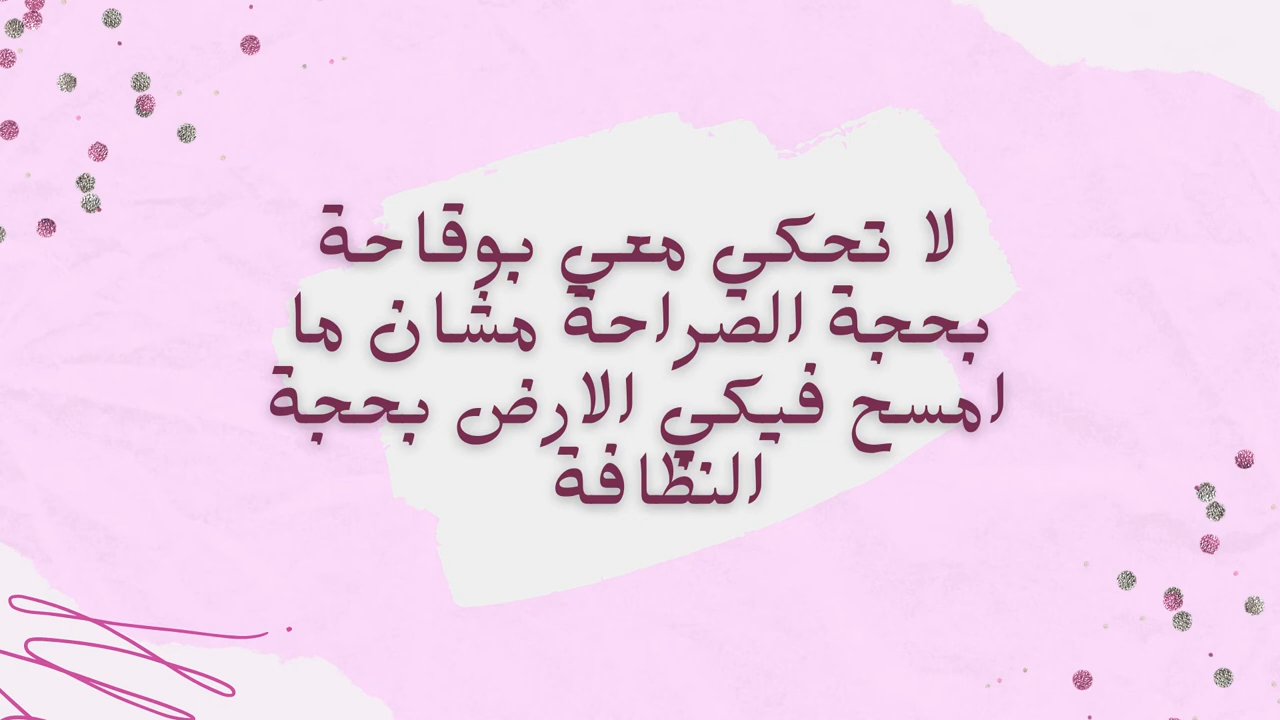 لا تحكي معي بوقاحة
بحجة الصراحة مشان ما
امسح فيكي الارض بحجة
النظافة